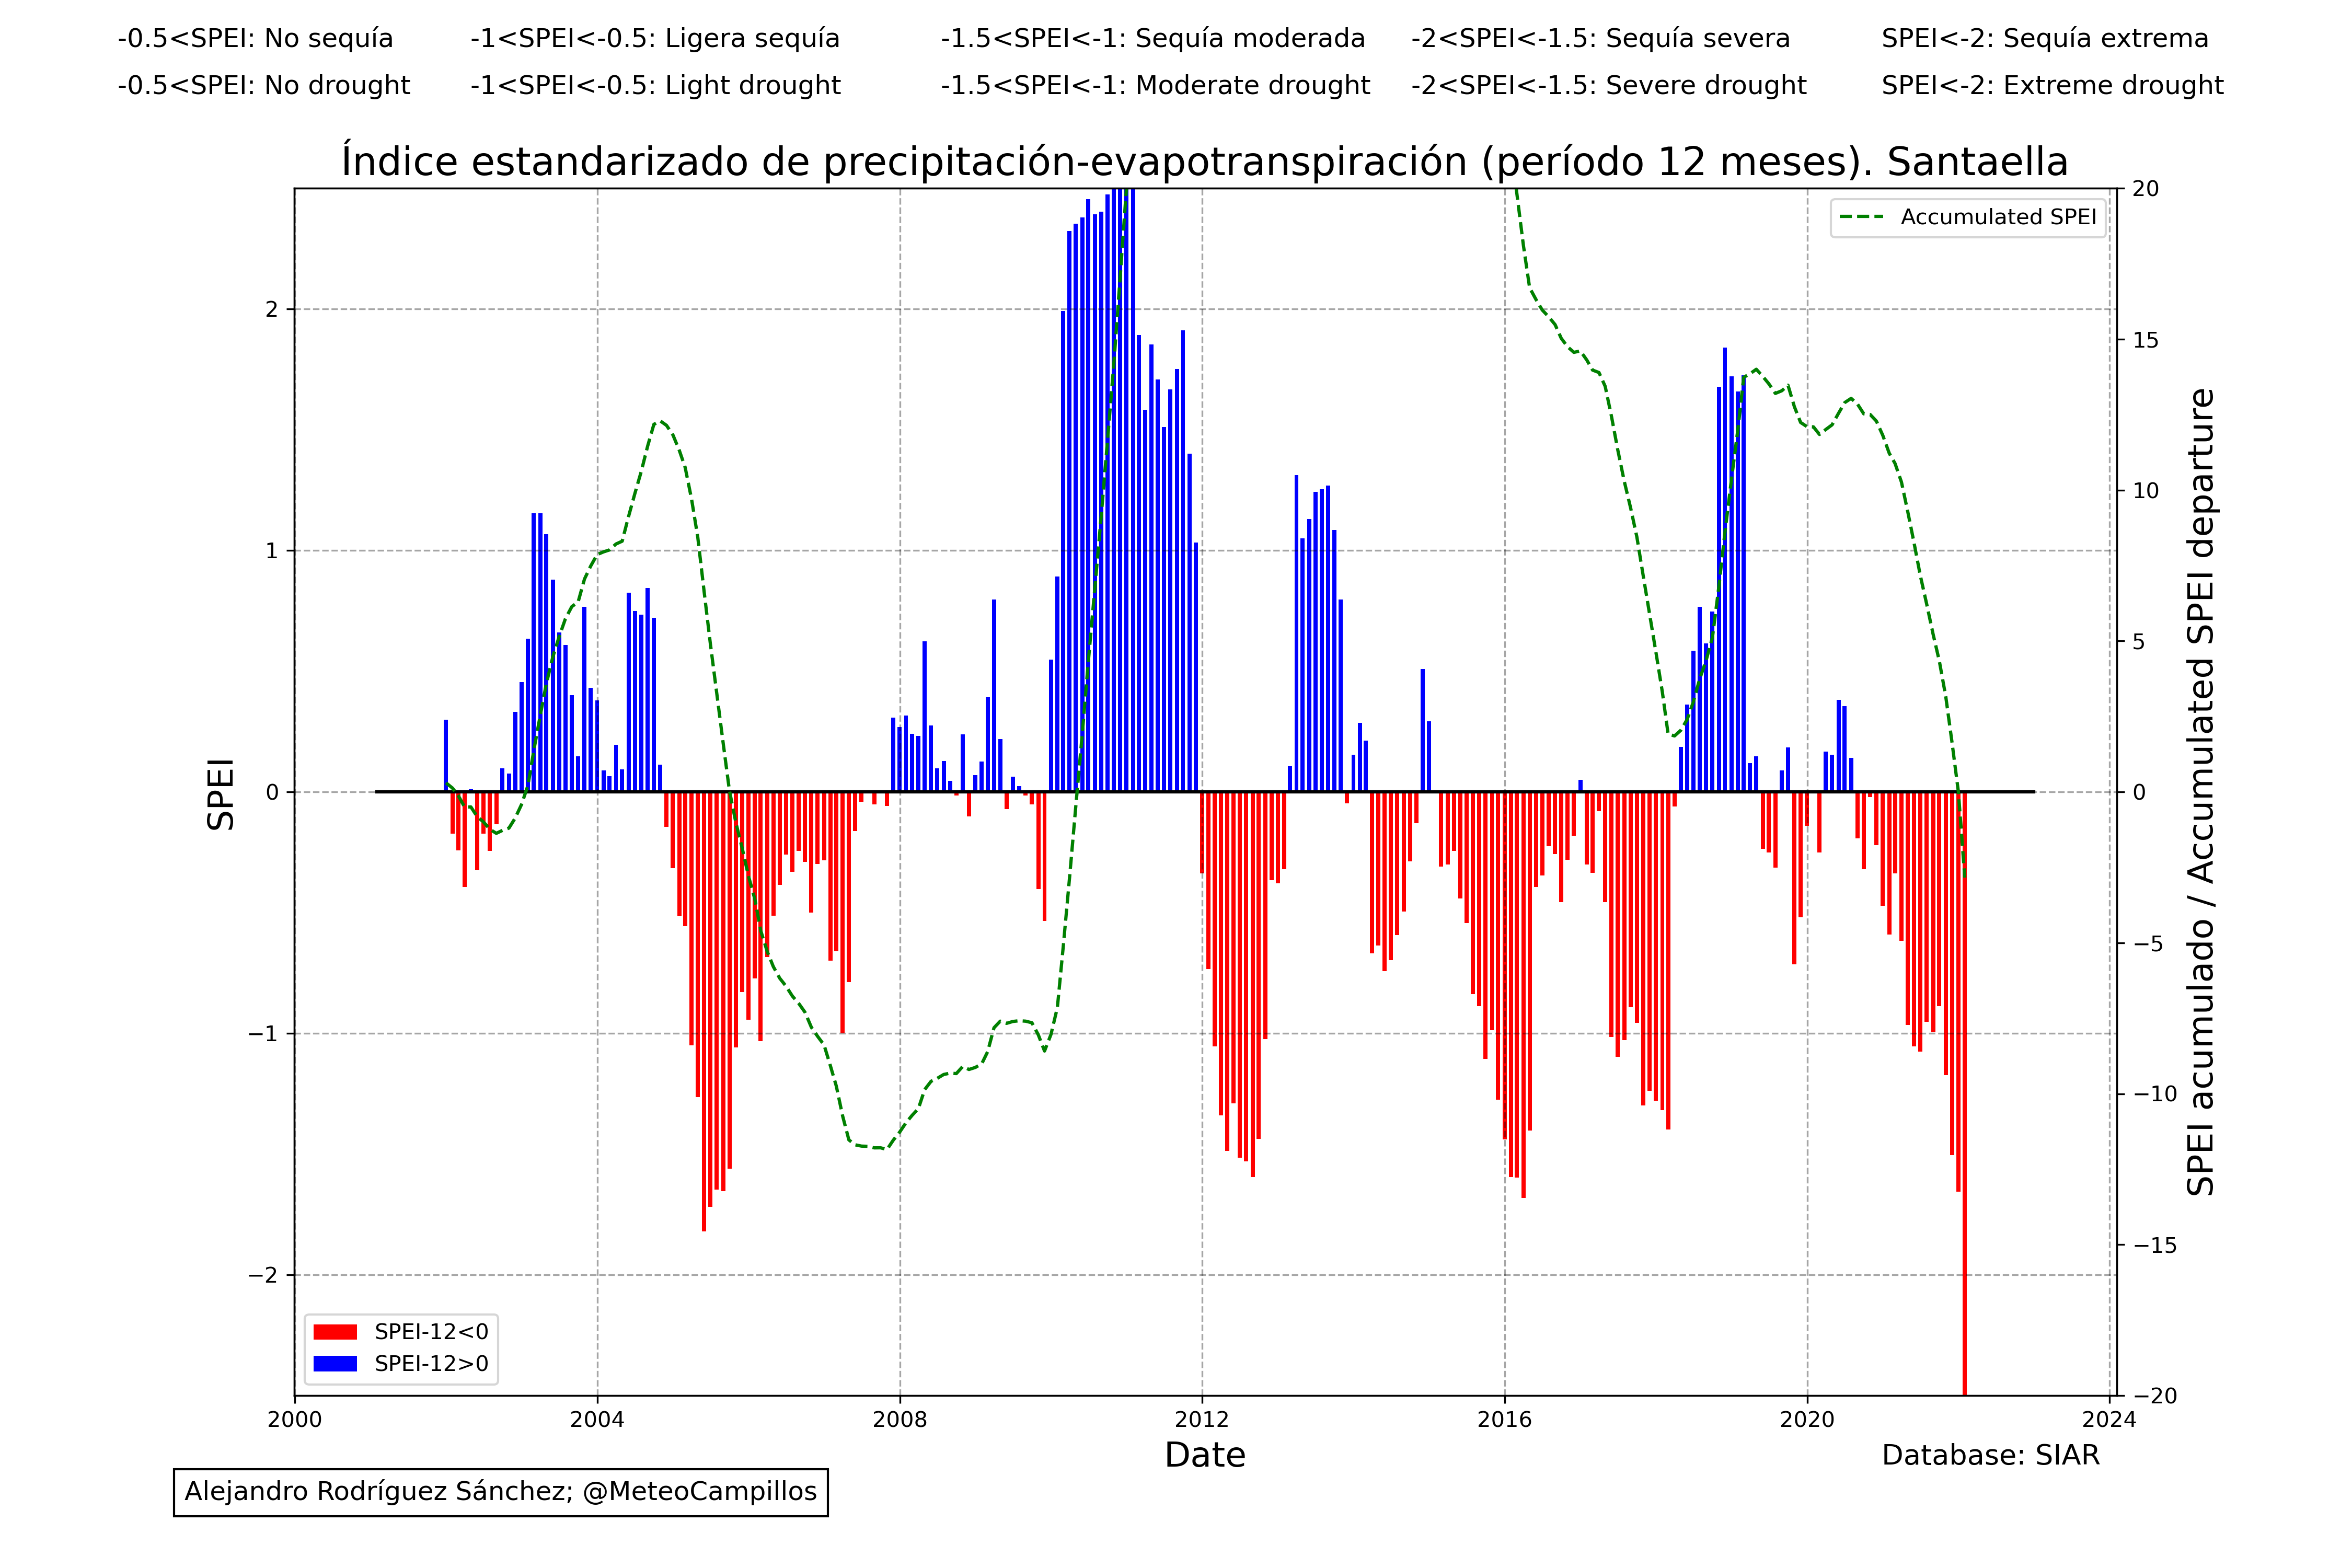 -0.5<SPEI: No sequía -1<SPEI<-0.5: Ligera sequía -1.5<SPEI<-1: Sequía moderada -2<SPEI<-1.5: Sequía severa SPEI<-2: Sequía extrema
-0.5<SPEI: No drought -1<SPEI<-0.5: Light drought -1.5<SPEI<-1: Moderate drought -2<SPEI<-1.5: Severe drought SPEI<-2: Extreme drought
Índice estandarizado de precipitación-evapotranspiración (período 12 meses). Santaella
SPEI
2
1
0
−1
−2
Accumulated SPEI
20
15
10
5
0
−5
−10
−15
−20
SPEI acumulado / Accumulated SPEI departure
SPEI-12<0
SPEI-12>0
2000 2004 2008 2012 2016 2020 2024
Date
Database: SIAR
Alejandro Rodríguez Sánchez; @MeteoCampillos